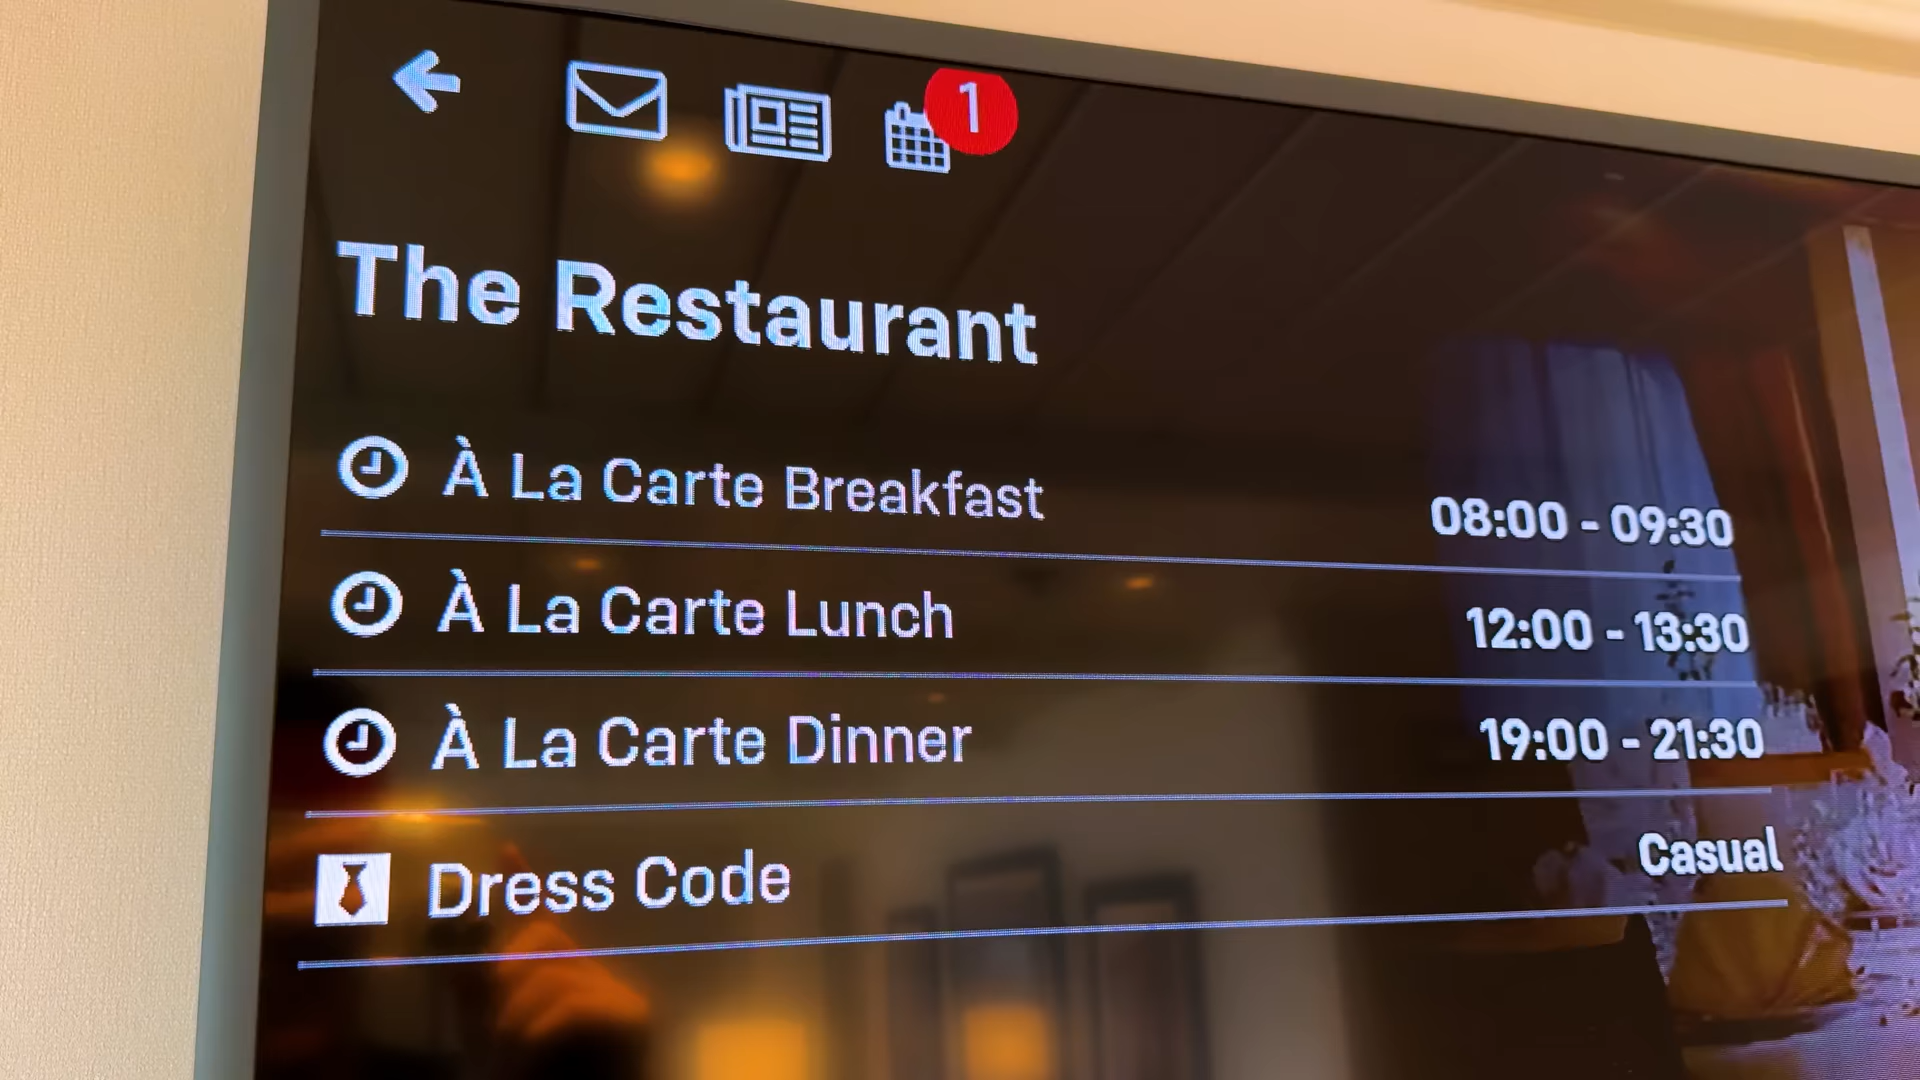 1
The Restaurant
À La Carte Breakfast 08:00 - 09:30
À La Carte Lunch 12:00 - 13:30
À La Carte Dinner 19:00 - 21:30
Dress Code Casual